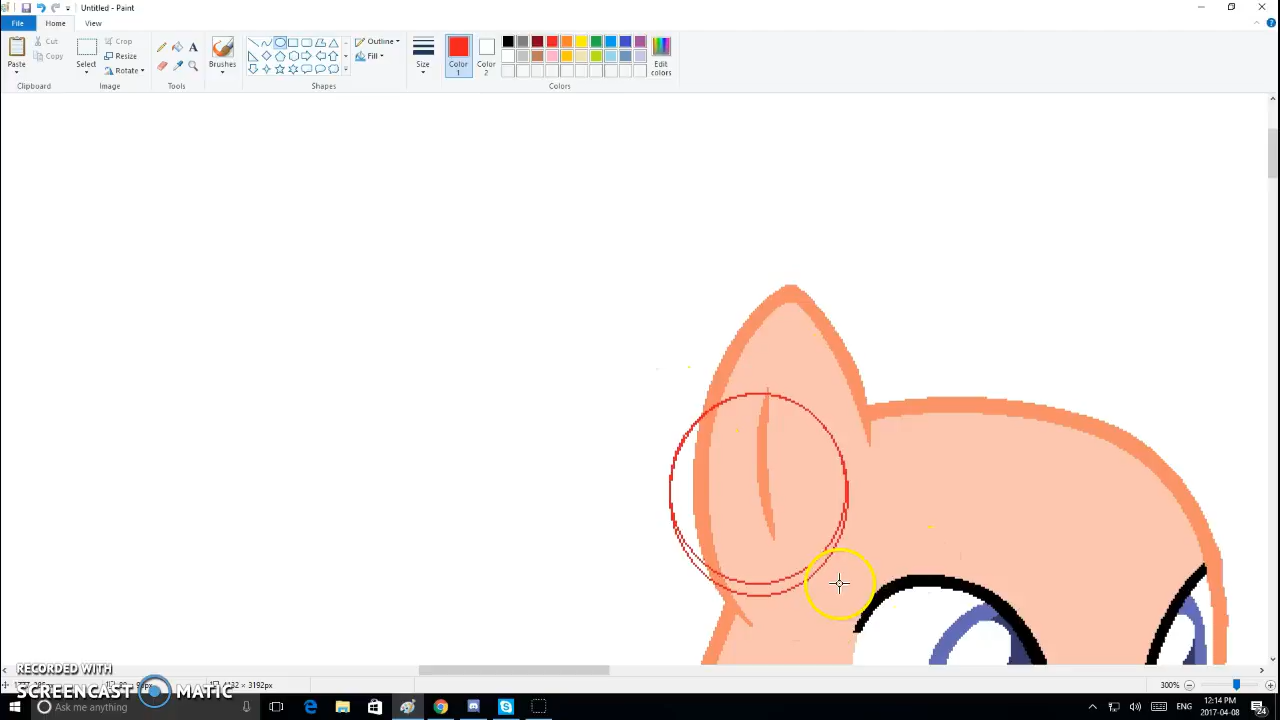 Untitled - Paint
File
Home
View
Paste
Cut
Copy
Clipboard
Select
Crop
Resize
Rotate
Image
A
Tools
Brushes
Outline
Fill
Shapes
Size
Color 1
Color 2
Edit colors
Colors
3192px
300%
RECORDED WITH
SCREENCAST MATIC
Ask me anything
ENG
12:14 PM
2017-04-08
24